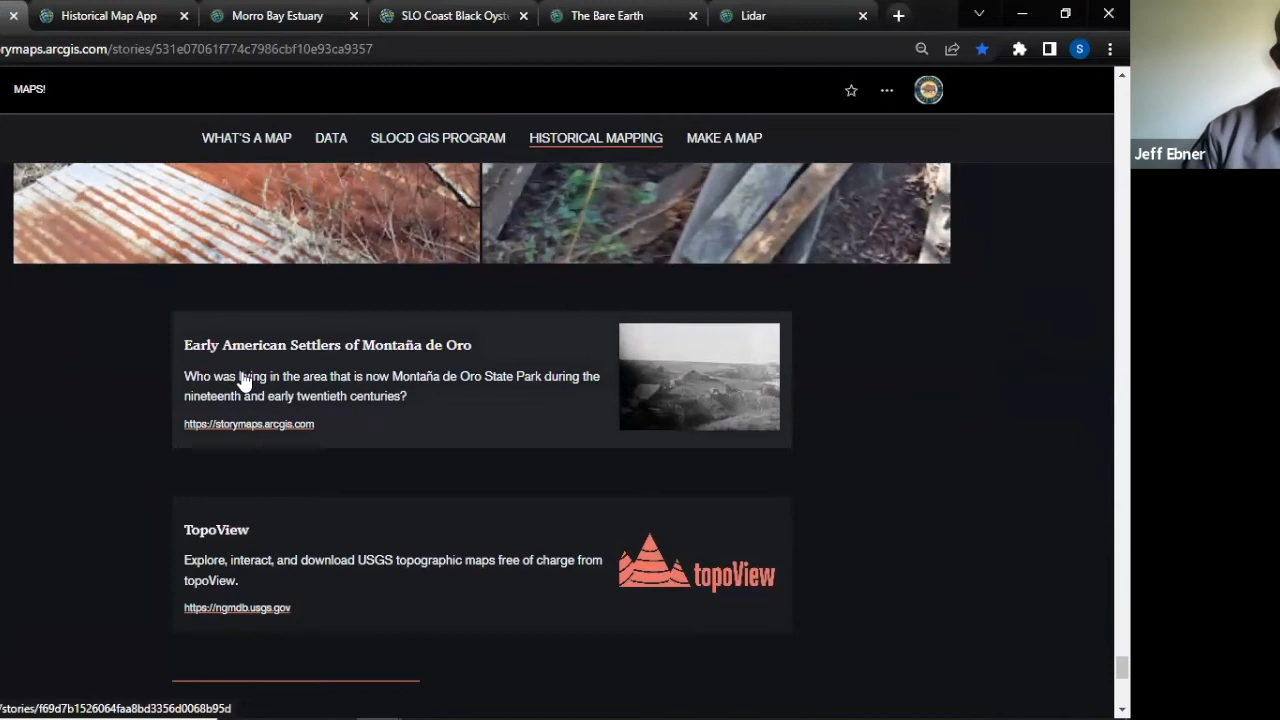 Historical Map App
Morro Bay Estuary
SLO Coast Black Oyste
The Bare Earth
Lidar
rymaps.arcgis.com/stories/531e07061f774c7986cbf10e93ca9357
S
MAPS!
WHAT'S A MAP
DATA
SLOCD GIS PROGRAM
HISTORICAL MAPPING
MAKE A MAP
Jeff Ebner
Early American Settlers of Montaña de Oro
Who was living in the area that is now Montaña de Oro State Park during the
nineteenth and early twentieth centuries?
https://storymaps.arcgis.com
TopoView
Explore, interact, and download USGS topographic maps free of charge from
topoView.
https://ngmdb.usgs.gov
topoView
/stories/f69d7b1526064faa8bd3356d0068b95d